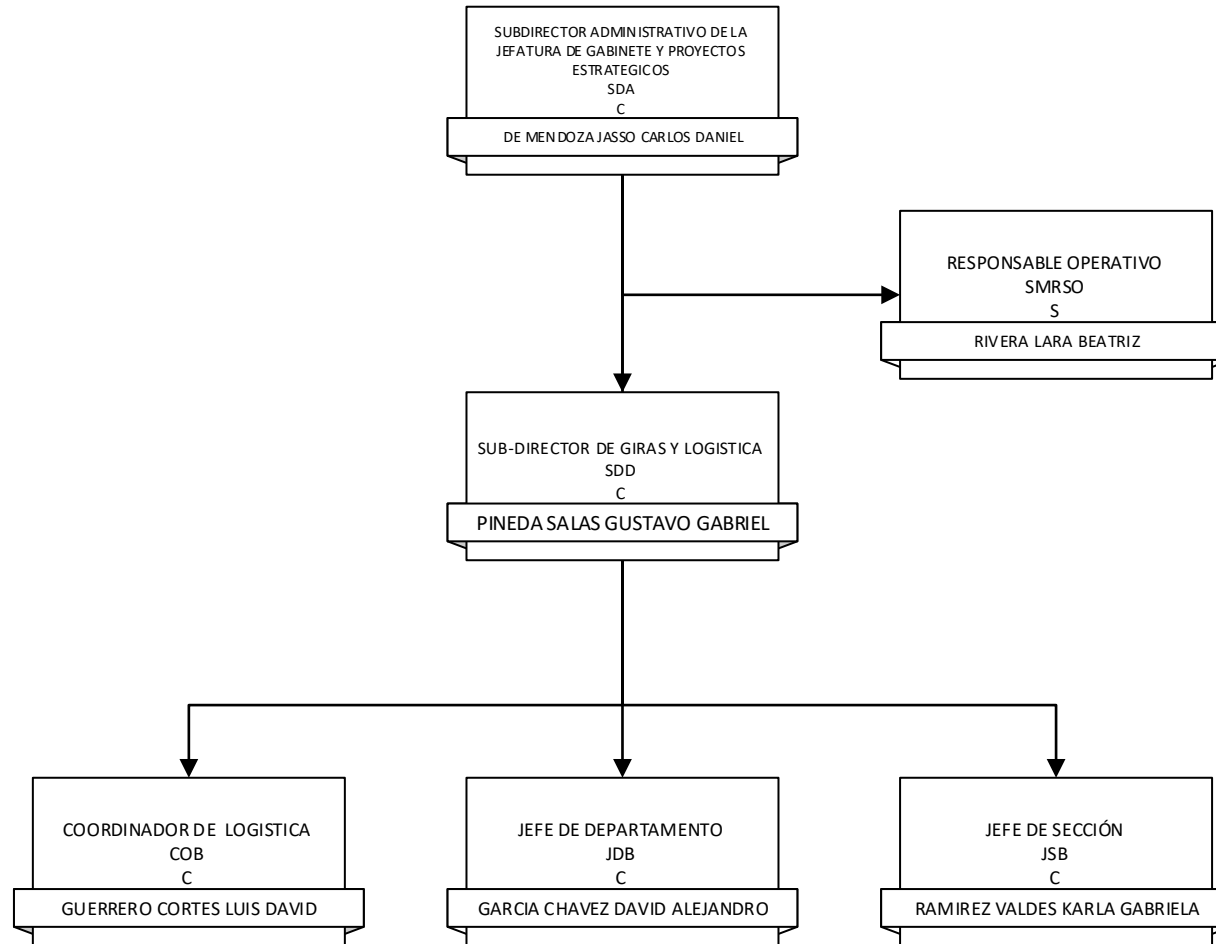 SUBDIRECTOR ADMINISTRATIVO DE LA
JEFATURA DE GABINETE Y PROYECTOS
ESTRATEGICOS
SDA
C
DE MENDOZA JASSO CARLOS DANIEL
RESPONSABLE OPERATIVO
SMRSO
S
RIVERA LARA BEATRIZ
SUB-DIRECTOR DE GIRAS Y LOGISTICA
SDD
C
PINEDA SALAS GUSTAVO GABRIEL
COORDINADOR DE LOGISTICA
COB
C
GUERRERO CORTES LUIS DAVID
JEFE DE DEPARTAMENTO
JDB
C
GARCIA CHAVEZ DAVID ALEJANDRO
JEFE DE SECCIÓN
JSB
C
RAMIREZ VALDES KARLA GABRIELA